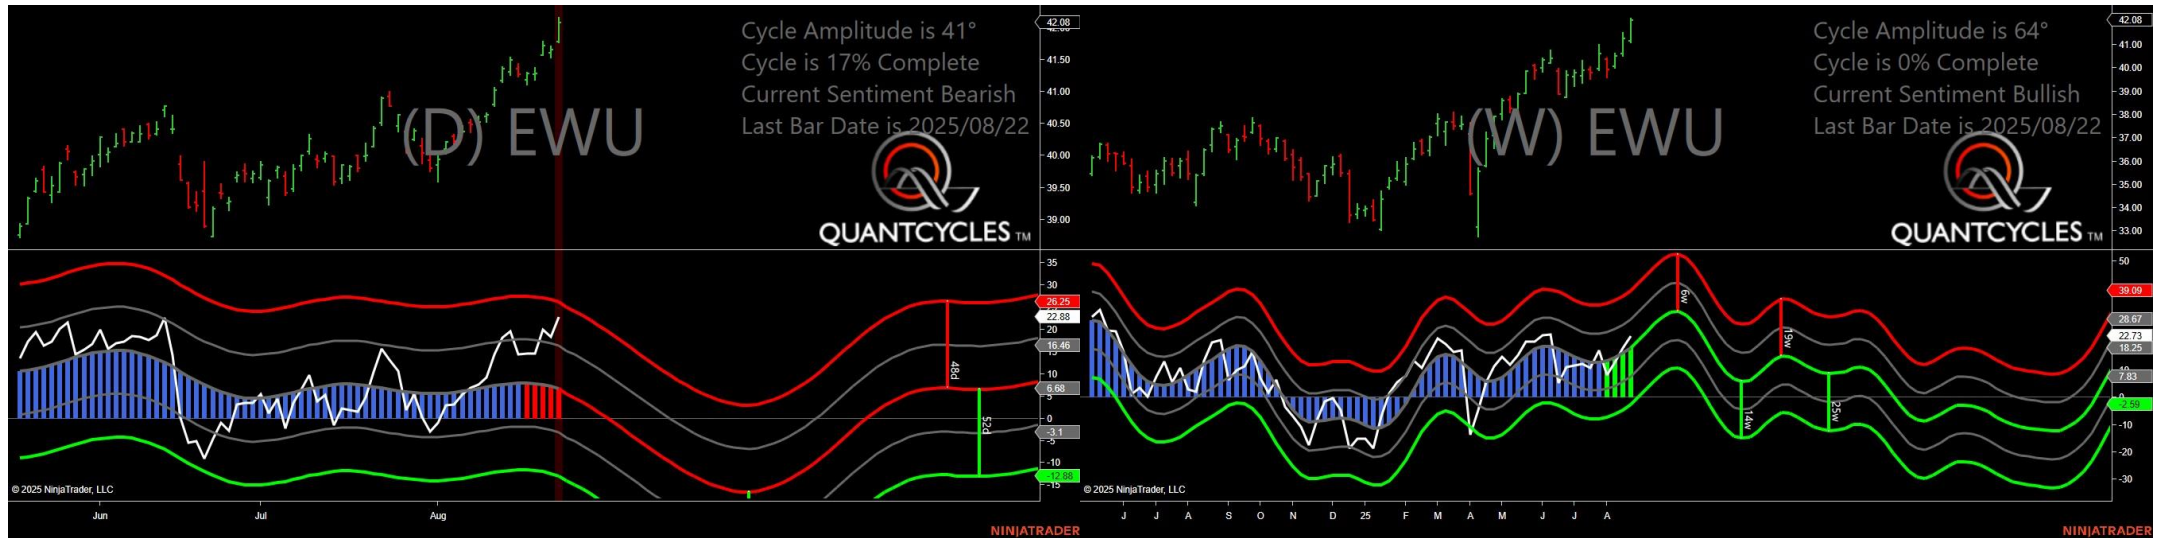 Cycle Amplitude is 41°
Cycle is 17% Complete
Current Sentiment Bearish
Last Bar Date is 2025/08/22
(D) EWU
QUANTCYCLES TM
42.08
42.00
41.50
41.00
40.50
40.00
39.50
39.00
35
30
26.25
22.88
20
16.46
15
10
6.68
5
0
-3.1
-5
-10
-12.88
-15
48d
52d
© 2025 NinjaTrader, LLC
Jun Jul Aug
NINJATRADER
Cycle Amplitude is 64°
Cycle is 0% Complete
Current Sentiment Bullish
Last Bar Date is 2025/08/22
(W) EWU
QUANTCYCLES TM
42.08
41.00
40.00
38.00
37.00
36.00
35.00
34.00
33.00
50
39.09
28.67
22.73
18.25
7.83
-2.59
-10
-20
-30
6w
19w
14w
25w
© 2025 NinjaTrader, LLC
J J A S O N D 25 F M A M J J A
NINJATRADER